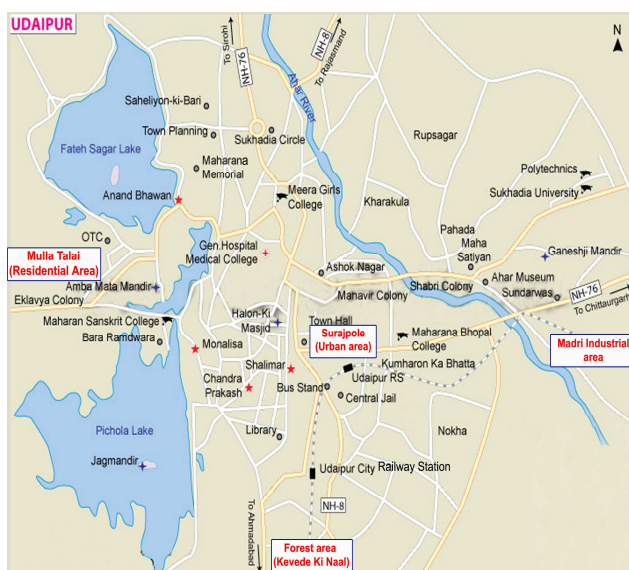 UDAIPUR
N
To Sirohi
NH-76
NH-8
To Rajasmand
Ahar River
Saheliyon-ki-Bari
Town Planning
Sukhadia Circle
Rupsagar
Fateh Sagar Lake
Maharana
Memorial
Polytechnics
Sukhadia University
Anand Bhawan
Meera Girls
College
Kharakula
OTC
Pahada
Maha
Satiyan
Ganeshji Mandir
Mulla Talai
(Residential Area)
Gen.Hospital
Medical College
Ashok Nagar
Amba Mata Mandir
Eklavya Colony
Mahavir Colony
Shabri Colony
Ahar Museum
Sundarwas
NH-76
To Chittaurgarh
Maharan Sanskrit College
Bara Ramdwara
Halon-Ki
Masjid
Town Hall
Surajpole
(Urban area)
Maharana Bhopal
College
Madri Industrial
area
Monalisa
Shalimar
Kumharon Ka Bhatta
Udaipur RS
Chandra
Prakash
Bus Stand
Central Jail
Pichola Lake
Library
Nokha
Jagmandir
Udaipur City Railway Station
To Ahmadabad
NH-8
Forest area
(Kevede Ki Naal)